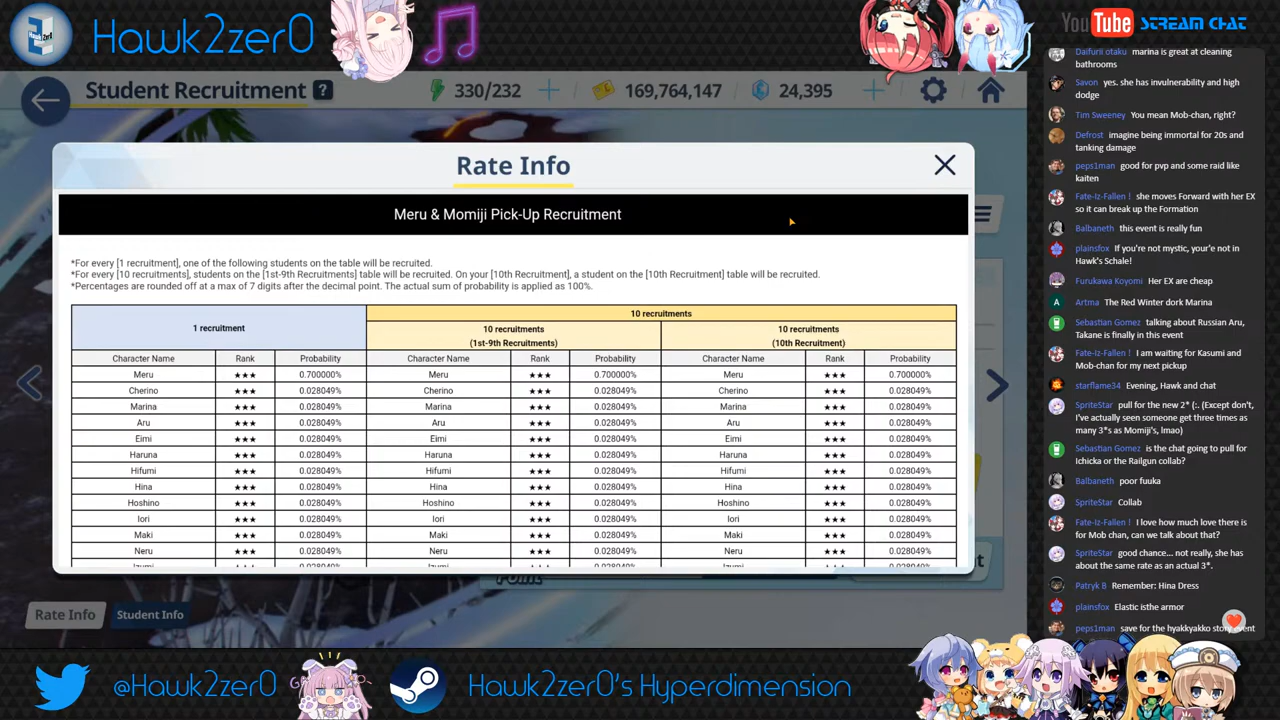 Hawk2zer0
YouTube STREAM CHAT
Student Recruitment ?
330/232
169,764,147
24,395
Rate Info
Meru & Momiji Pick-Up Recruitment
*For every [1 recruitment], one of the following students on the table will be recruited.
*For every [10 recruitments], students on the [1st-9th Recruitments] table will be recruited. On your [10th Recruitment], a student on the [10th Recruitment] table will be recruited.
*Percentages are rounded off at a max of 7 digits after the decimal point. The actual sum of probability is applied as 100%.
1 recruitment 10 recruitments
10 recruitments 10 recruitments
(1st-9th Recruitments) (10th Recruitment)
Character Name Rank Probability Character Name Rank Probability Character Name Rank Probability
Meru ★★★ 0.700000% Meru ★★★ 0.700000% Meru ★★★ 0.700000%
Cherino ★★★ 0.028049% Cherino ★★★ 0.028049% Cherino ★★★ 0.028049%
Marina ★★★ 0.028049% Marina ★★★ 0.028049% Marina ★★★ 0.028049%
Aru ★★★ 0.028049% Aru ★★★ 0.028049% Aru ★★★ 0.028049%
Eimi ★★★ 0.028049% Eimi ★★★ 0.028049% Eimi ★★★ 0.028049%
Haruna ★★★ 0.028049% Haruna ★★★ 0.028049% Haruna ★★★ 0.028049%
Hifumi ★★★ 0.028049% Hifumi ★★★ 0.028049% Hifumi ★★★ 0.028049%
Hina ★★★ 0.028049% Hina ★★★ 0.028049% Hina ★★★ 0.028049%
Hoshino ★★★ 0.028049% Hoshino ★★★ 0.028049% Hoshino ★★★ 0.028049%
Iori ★★★ 0.028049% Iori ★★★ 0.028049% Iori ★★★ 0.028049%
Maki ★★★ 0.028049% Maki ★★★ 0.028049% Maki ★★★ 0.028049%
Neru ★★★ 0.028049% Neru ★★★ 0.028049% Neru ★★★ 0.028049%
Izumi ★★★ 0.028049% Izumi ★★★ 0.028049% Izumi ★★★ 0.028049%
Point
Rate Info Student Info
Daifurii otaku marina is great at cleaning
bathrooms
Savon yes. she has invulnerability and high
dodge
Tim Sweeney You mean Mob-chan, right?
Defrost imagine being immortal for 20s and
tanking damage
peps1man good for pvp and some raid like
kaiten
Fate-Iz-Fallen ! she moves Forward with her EX
so it can break up the Formation
Balbaneth this event is really fun
plainsfox If you're not mystic, your'e not in
Hawk's Schale!
Furukawa Koyomi Her EX are cheap
A Artma The Red Winter dork Marina
Sebastian Gomez talking about Russian Aru,
Takane is finally in this event
Fate-Iz-Fallen ! I am waiting for Kasumi and
Mob-chan for my next pickup
starflame34 Evening, Hawk and chat
SpriteStar pull for the new 2* (:. (Except don't,
I've actually seen someone get three times as
many 3*s as Momiji's, lmao)
Sebastian Gomez is the chat going to pull for
Ichicka or the Railgun collab?
Balbaneth poor fuuka
SpriteStar Collab
Fate-Iz-Fallen ! I love how much love there is
for Mob chan, can we talk about that?
SpriteStar good chance... not really, she has
about the same rate as an actual 3*.
Patryk B Remember: Hina Dress
plainsfox Elastic isthe armor
peps1man save for the hyakkyakko story event
@Hawk2zer0
Hawk2zer0's Hyperdimension